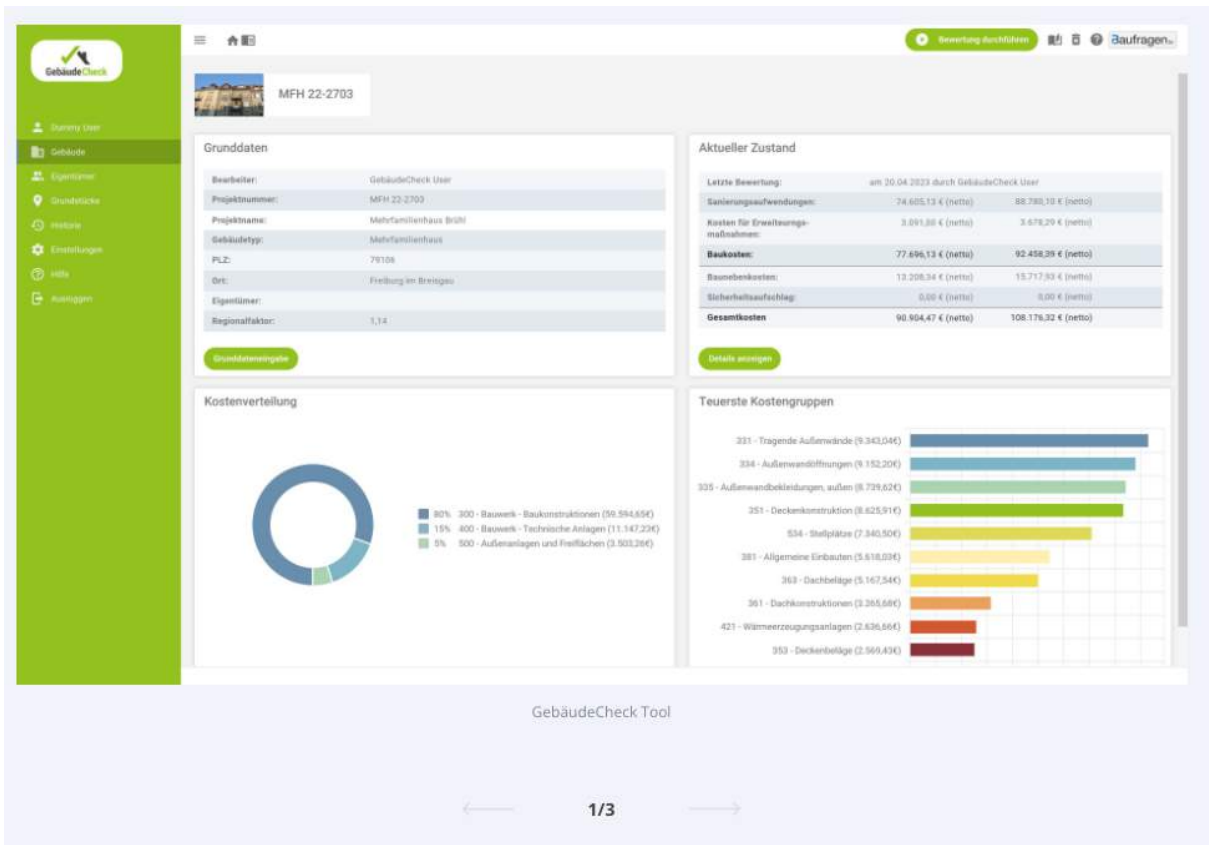 GebäudeCheck
Bewertung durchführen
Baufragen
MFH 22-2703
Dummy User
Gebäude
Eigentümer
Grundstücke
Historie
Einstellungen
Hilfe
Ausloggen
Grunddaten
Bearbeiter: GebäudeCheck User
Projektnummer: MFH 22-2703
Projektname: Mehrfamilienhaus Brühl
Gebäudetyp: Mehrfamilienhaus
PLZ: 79106
Ort: Freiburg im Breisgau
Eigentümer:
Regionalfaktor: 1,14
Grunddateneingabe
Aktueller Zustand
Letzte Bewertung: am 20.04.2023 durch GebäudeCheck User
Sanierungsaufwendungen: 74.605,13 € (netto) 88.780,10 € (netto)
Kosten für Erweiterungs-
maßnahmen: 3.091,00 € (netto) 3.678,29 € (netto)
Baukosten: 77.696,13 € (netto) 92.458,39 € (netto)
Baunebenkosten: 13.208,34 € (netto) 15.717,93 € (netto)
Sicherheitsaufschlag: 0,00 € (netto) 0,00 € (netto)
Gesamtkosten 90.904,47 € (netto) 108.176,32 € (netto)
Details anzeigen
Kostenverteilung
80% 300 - Bauwerk - Baukonstruktionen (59.594,65€)
15% 400 - Bauwerk - Technische Anlagen (11.147,22€)
5% 500 - Außenanlagen und Freiflächen (3.503,26€)
Teuerste Kostengruppen
331 - Tragende Außenwände (9.343,04€)
334 - Außenwandöffnungen (9.152,20€)
335 - Außenwandbekleidungen, außen (8.739,62€)
351 - Deckenkonstruktion (8.625,91€)
534 - Stellplätze (7.340,50€)
381 - Allgemeine Einbauten (5.618,03€)
363 - Dachbeläge (5.167,54€)
361 - Dachkonstruktionen (3.265,68€)
421 - Wärmeerzeugungsanlagen (2.636,66€)
353 - Deckenbeläge (2.569,43€)
GebäudeCheck Tool
1/3